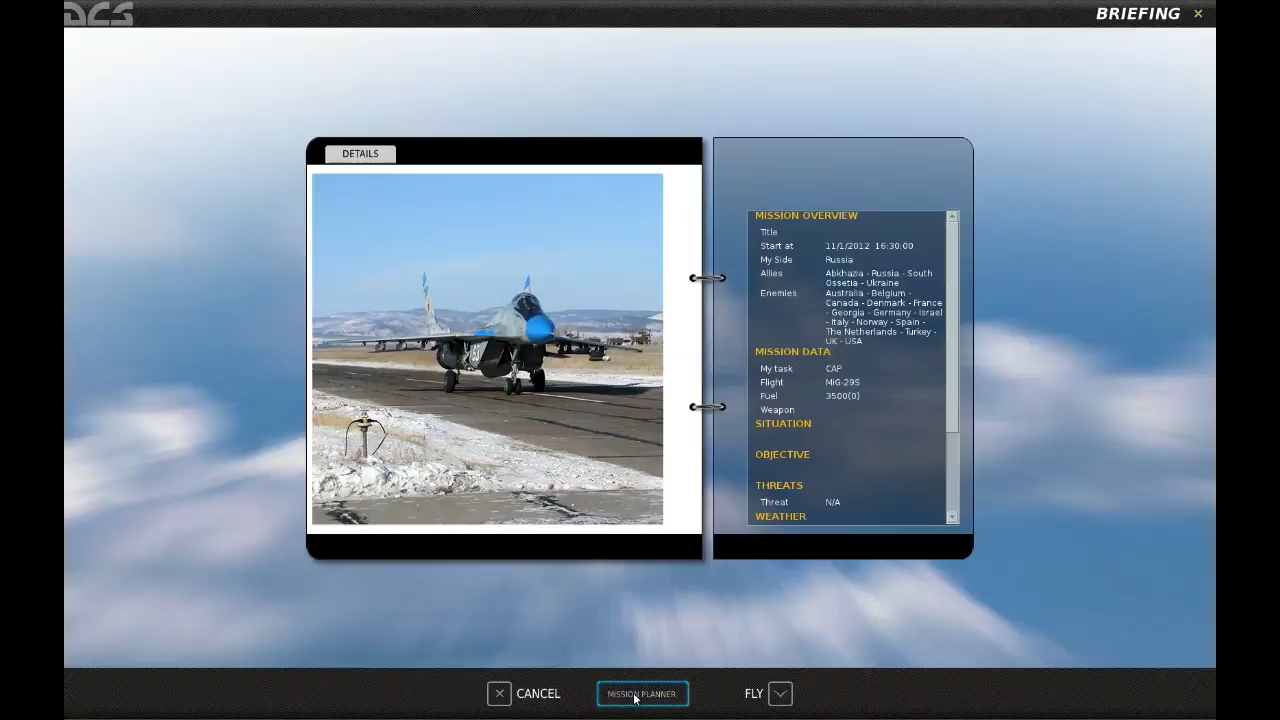 DCS
BRIEFING
DETAILS
MISSION OVERVIEW
Title
Start at 11/1/2012 16:30:00
My Side Russia
Allies Abkhazia - Russia - South
Ossetia - Ukraine
Enemies Australia - Belgium -
Canada - Denmark - France
- Georgia - Germany - Israel
- Italy - Norway - Spain -
The Netherlands - Turkey -
UK - USA
MISSION DATA
My task CAP
Flight MiG-29S
Fuel 3500(0)
Weapon
SITUATION
OBJECTIVE
THREATS
Threat N/A
WEATHER
CANCEL
MISSION PLANNER
FLY